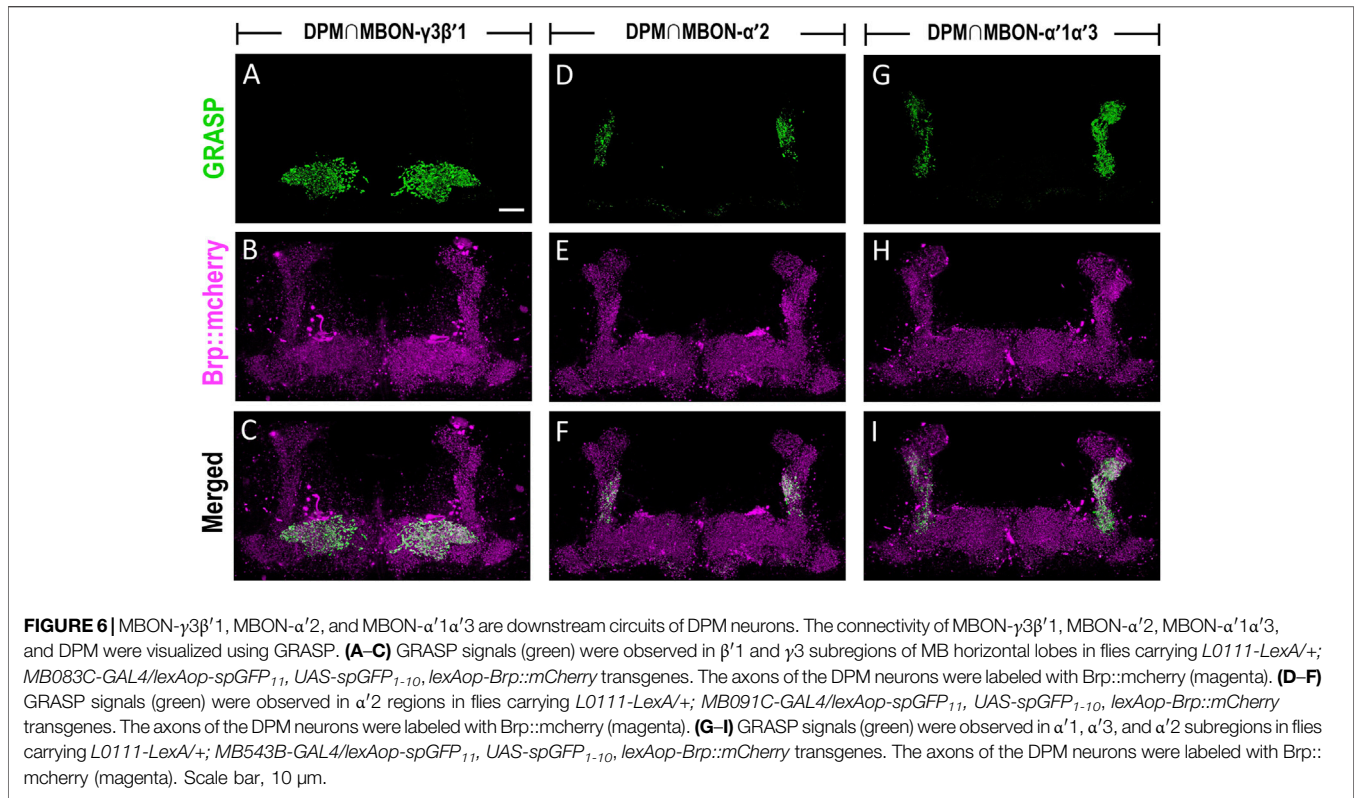 DPM∩MBON-γ3β′1
DPM∩MBON-α′2
DPM∩MBON-α′1α′3
GRASP
A
D
G
Brp::mcherry
B
E
H
Merged
C
F
I
FIGURE 6 | MBON-γ3β′1, MBON-α′2, and MBON-α′1α′3 are downstream circuits of DPM neurons. The connectivity of MBON-γ3β′1, MBON-α′2, MBON-α′1α′3,
and DPM were visualized using GRASP. (A–C) GRASP signals (green) were observed in β′1 and γ3 subregions of MB horizontal lobes in flies carrying L0111-LexA/+;
MB083C-GAL4/lexAop-spGFP11, UAS-spGFP1-10, lexAop-Brp::mCherry transgenes. The axons of the DPM neurons were labeled with Brp::mcherry (magenta). (D–F)
GRASP signals (green) were observed in α′2 regions in flies carrying L0111-LexA/+; MB091C-GAL4/lexAop-spGFP11, UAS-spGFP1-10, lexAop-Brp::mCherry
transgenes. The axons of the DPM neurons were labeled with Brp::mcherry (magenta). (G–I) GRASP signals (green) were observed in α′1, α′3, and α′2 subregions in flies
carrying L0111-LexA/+; MB543B-GAL4/lexAop-spGFP11, UAS-spGFP1-10, lexAop-Brp::mCherry transgenes. The axons of the DPM neurons were labeled with Brp::
mcherry (magenta). Scale bar, 10 μm.